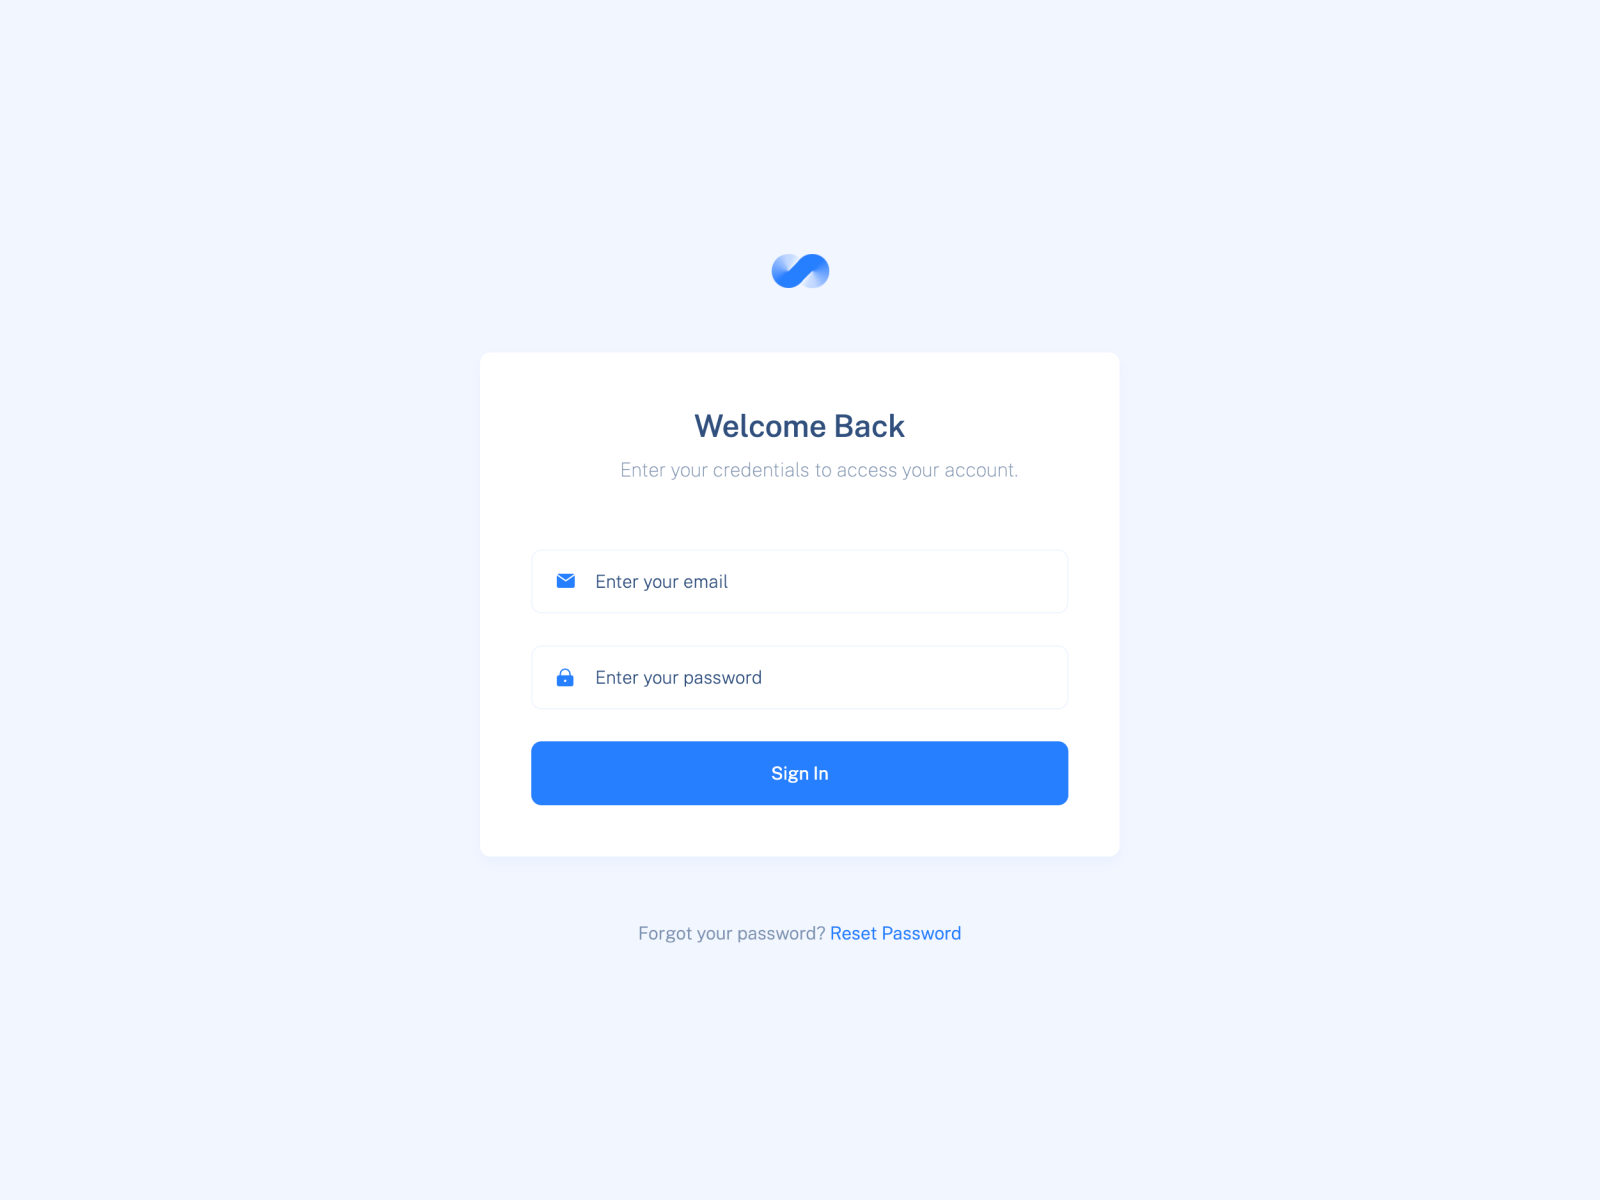 Welcome Back
Enter your credentials to access your account.
Enter your email
Enter your password
Sign In
Forgot your password? Reset Password